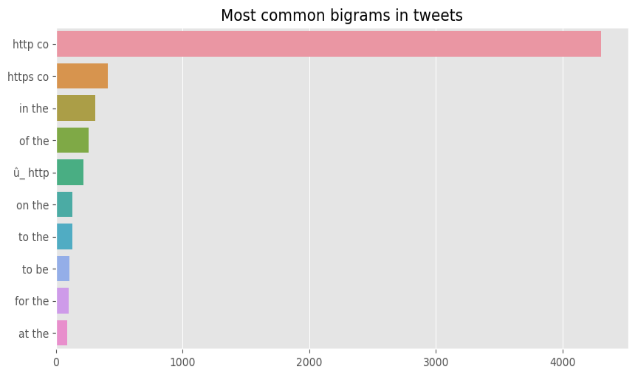 Most common bigrams in tweets
http co
https co
in the
of the
û_ http
on the
to the
to be
for the
at the
0 1000 2000 3000 4000